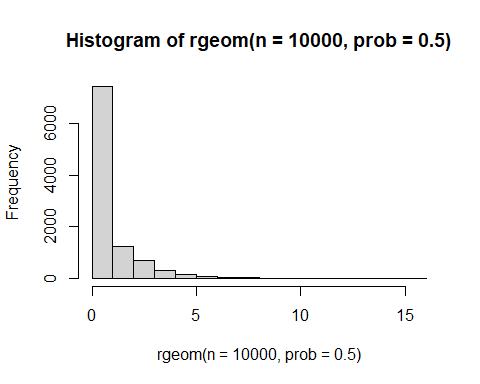 Histogram of rgeom(n = 10000, prob = 0.5)
Frequency
6000
4000
2000
0
0 5 10 15
rgeom(n = 10000, prob = 0.5)